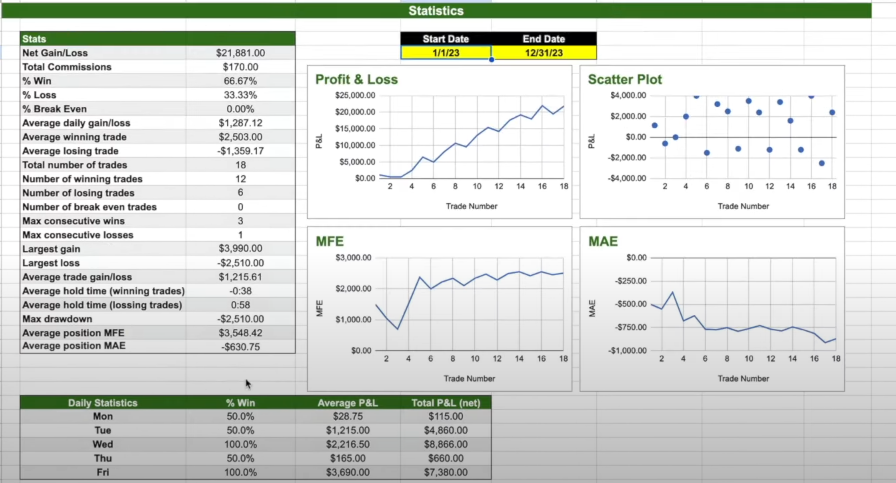 Statistics
Stats
Net Gain/Loss $21,881.00
Total Commissions $170.00
% Win 66.67%
% Loss 33.33%
% Break Even 0.00%
Average daily gain/loss $1,287.12
Average winning trade $2,503.00
Average losing trade -$1,359.17
Total number of trades 18
Number of winning trades 12
Number of losing trades 6
Number of break even trades 0
Max consecutive wins 3
Max consecutive losses 1
Largest gain $3,990.00
Largest loss -$2,510.00
Average trade gain/loss $1,215.61
Average hold time (winning trades) -0:38
Average hold time (lossing trades) 0:58
Max drawdown -$2,510.00
Average position MFE $3,548.42
Average position MAE -$630.75
Start Date End Date
1/1/23 12/31/23
Profit & Loss
P&L
$25,000.00
$20,000.00
$15,000.00
$10,000.00
$5,000.00
$0.00
2 4 6 8 10 12 14 16 18
Trade Number
Scatter Plot
P&L
$4,000.00
$2,000.00
$0.00
-$2,000.00
-$4,000.00
2 4 6 8 10 12 14 16 18
Trade Number
MFE
MFE
$3,000.00
$2,000.00
$1,000.00
$0.00
2 4 6 8 10 12 14 16 18
Trade Number
MAE
MAE
$0.00
-$250.00
-$500.00
-$750.00
-$1,000.00
2 4 6 8 10 12 14 16 18
Trade Number
Daily Statistics % Win Average P&L Total P&L (net)
Mon 50.0% $28.75 $115.00
Tue 50.0% $1,215.00 $4,860.00
Wed 100.0% $2,216.50 $8,866.00
Thu 50.0% $165.00 $660.00
Fri 100.0% $3,690.00 $7,380.00